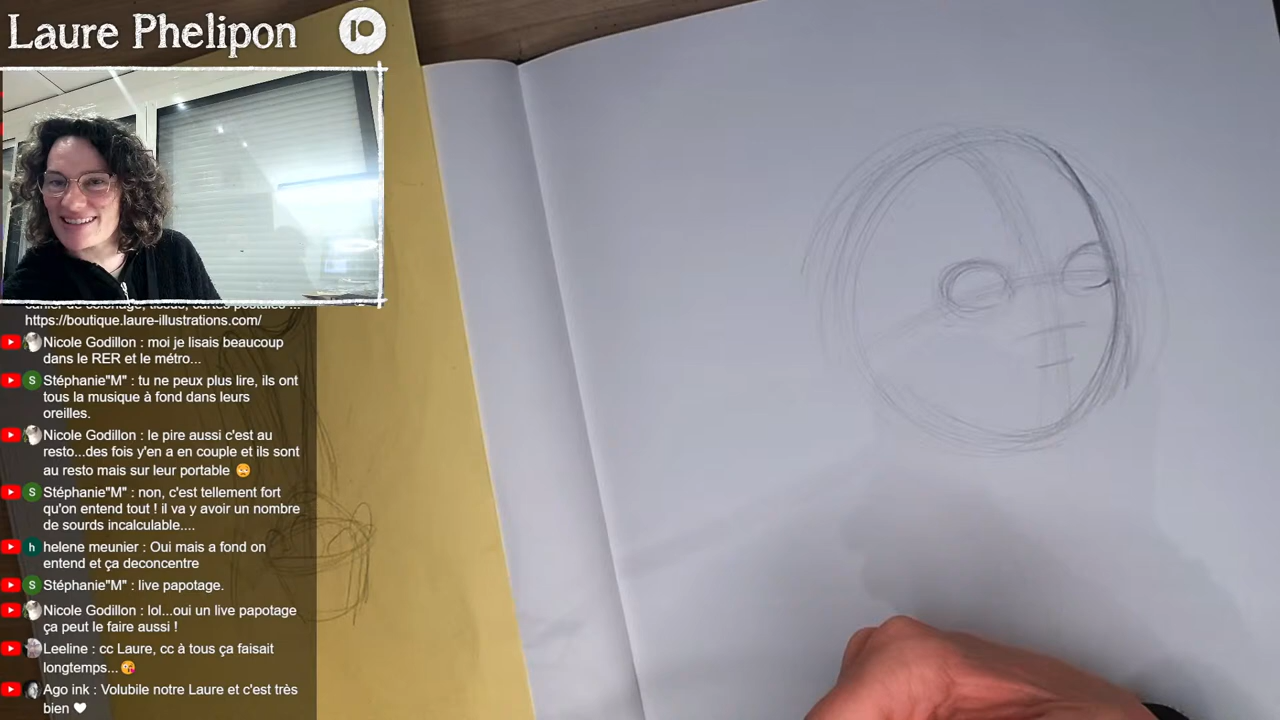 Laure Phelipon
https://boutique.laure-illustrations.com/
Nicole Godillon : moi je lisais beaucoup
dans le RER et le métro...
Stéphanie"M" : tu ne peux plus lire, ils ont
tous la musique à fond dans leurs
oreilles.
Nicole Godillon : le pire aussi c'est au
resto...des fois y'en a en couple et ils sont
au resto mais sur leur portable 😩
Stéphanie"M" : non, c'est tellement fort
qu'on entend tout ! il va y avoir un nombre
de sourds incalculable....
helene meunier : Oui mais a fond on
entend et ça deconcentre
Stéphanie"M" : live papotage.
Nicole Godillon : lol...oui un live papotage
ça peut le faire aussi !
Leeline : cc Laure, cc à tous ça faisait
longtemps...😘
Ago ink : Volubile notre Laure et c'est très
bien 🤍